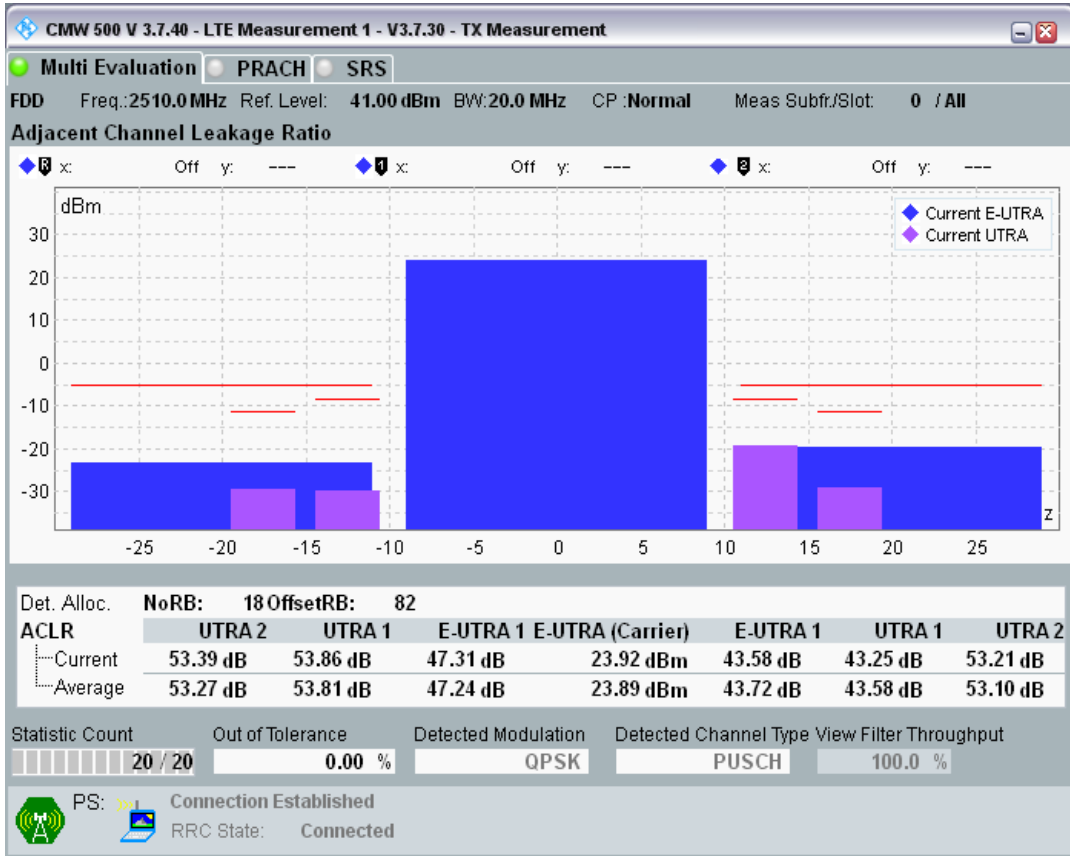 CMW 500 V 3.7.40 - LTE Measurement 1 - V3.7.30 - TX Measurement
Multi Evaluation PRACH SRS
FDD Freq.:2510.0 MHz Ref. Level: 41.00 dBm BW:20.0 MHz CP :Normal Meas Subfr./Slot: 0 / All
Adjacent Channel Leakage Ratio
R x: Off y: --- 1 x: Off y: --- 2 x: Off y: ---
dBm
Current E-UTRA
Current UTRA
30
20
10
0
-10
-20
-30
z
-25 -20 -15 -10 -5 0 5 10 15 20 25
Det. Alloc. NoRB: 18 OffsetRB: 82
ACLR UTRA 2 UTRA 1 E-UTRA 1 E-UTRA (Carrier) E-UTRA 1 UTRA 1 UTRA 2
Current 53.39 dB 53.86 dB 47.31 dB 23.92 dBm 43.58 dB 43.25 dB 53.21 dB
Average 53.27 dB 53.81 dB 47.24 dB 23.89 dBm 43.72 dB 43.58 dB 53.10 dB
Statistic Count Out of Tolerance Detected Modulation Detected Channel Type View Filter Throughput
20 / 20 0.00 % QPSK PUSCH 100.0 %
PS: Connection Established
RRC State: Connected